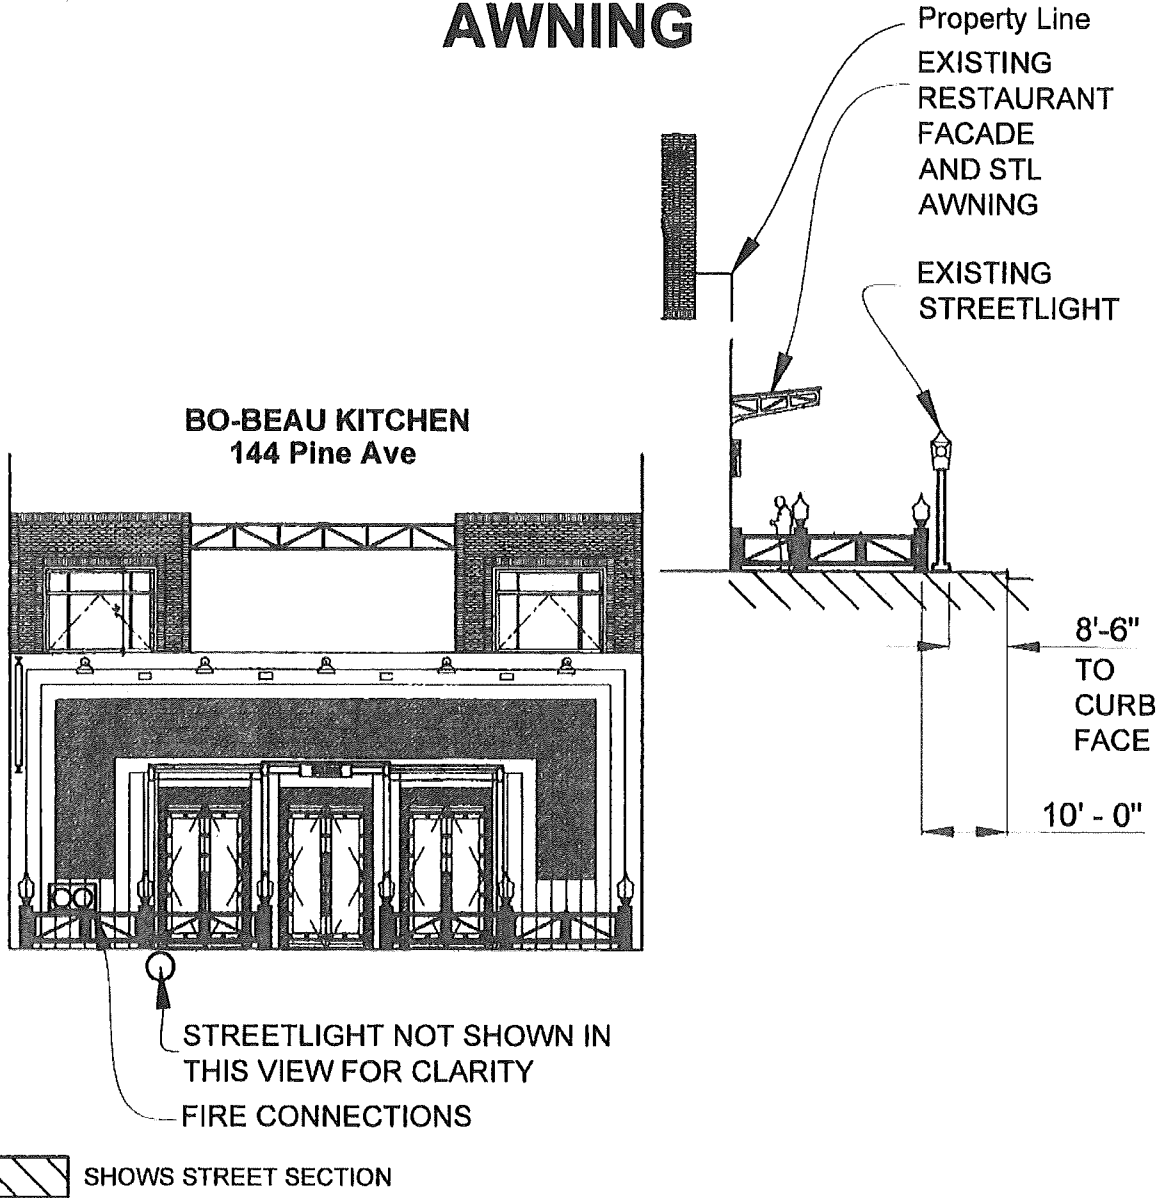 AWNING
Property Line
EXISTING
RESTAURANT
FACADE
AND STL
AWNING
EXISTING
STREETLIGHT
BO-BEAU KITCHEN
144 Pine Ave
8'-6"
TO
CURB
FACE
10' - 0"
STREETLIGHT NOT SHOWN IN
THIS VIEW FOR CLARITY
FIRE CONNECTIONS
SHOWS STREET SECTION